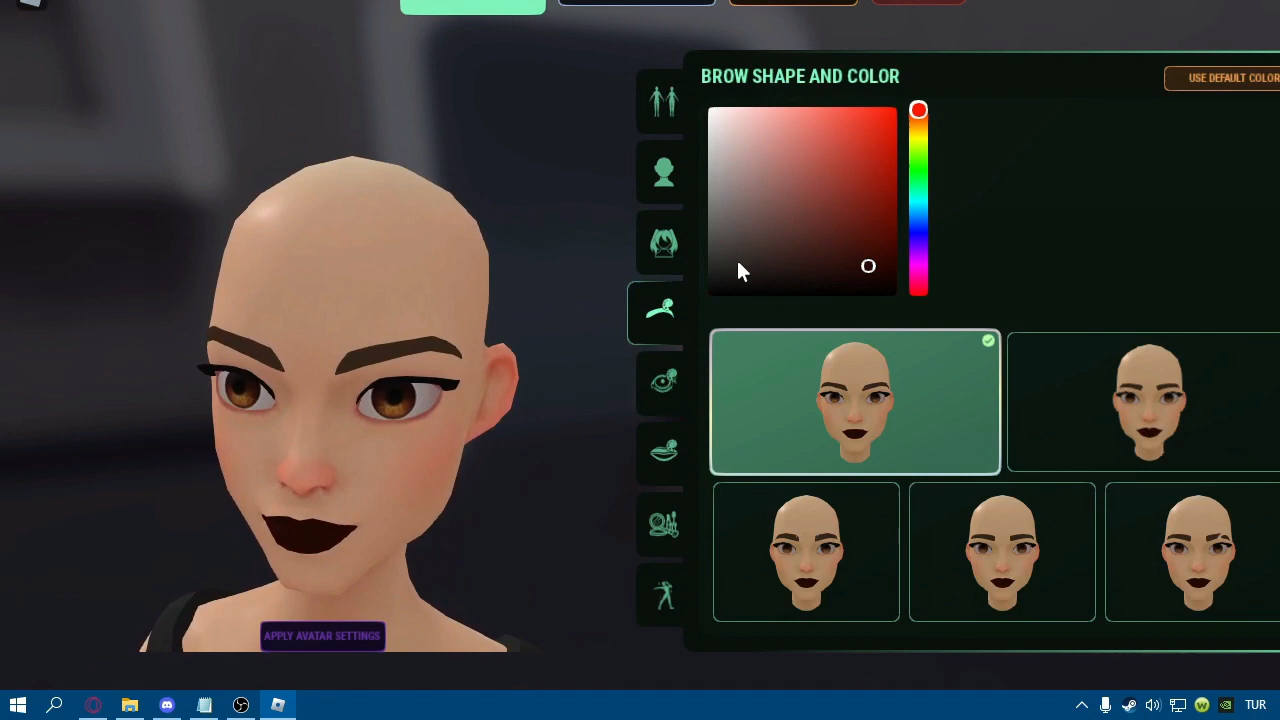 BROW SHAPE AND COLOR
USE DEFAULT COLOR
APPLY AVATAR SETTINGS
TUR